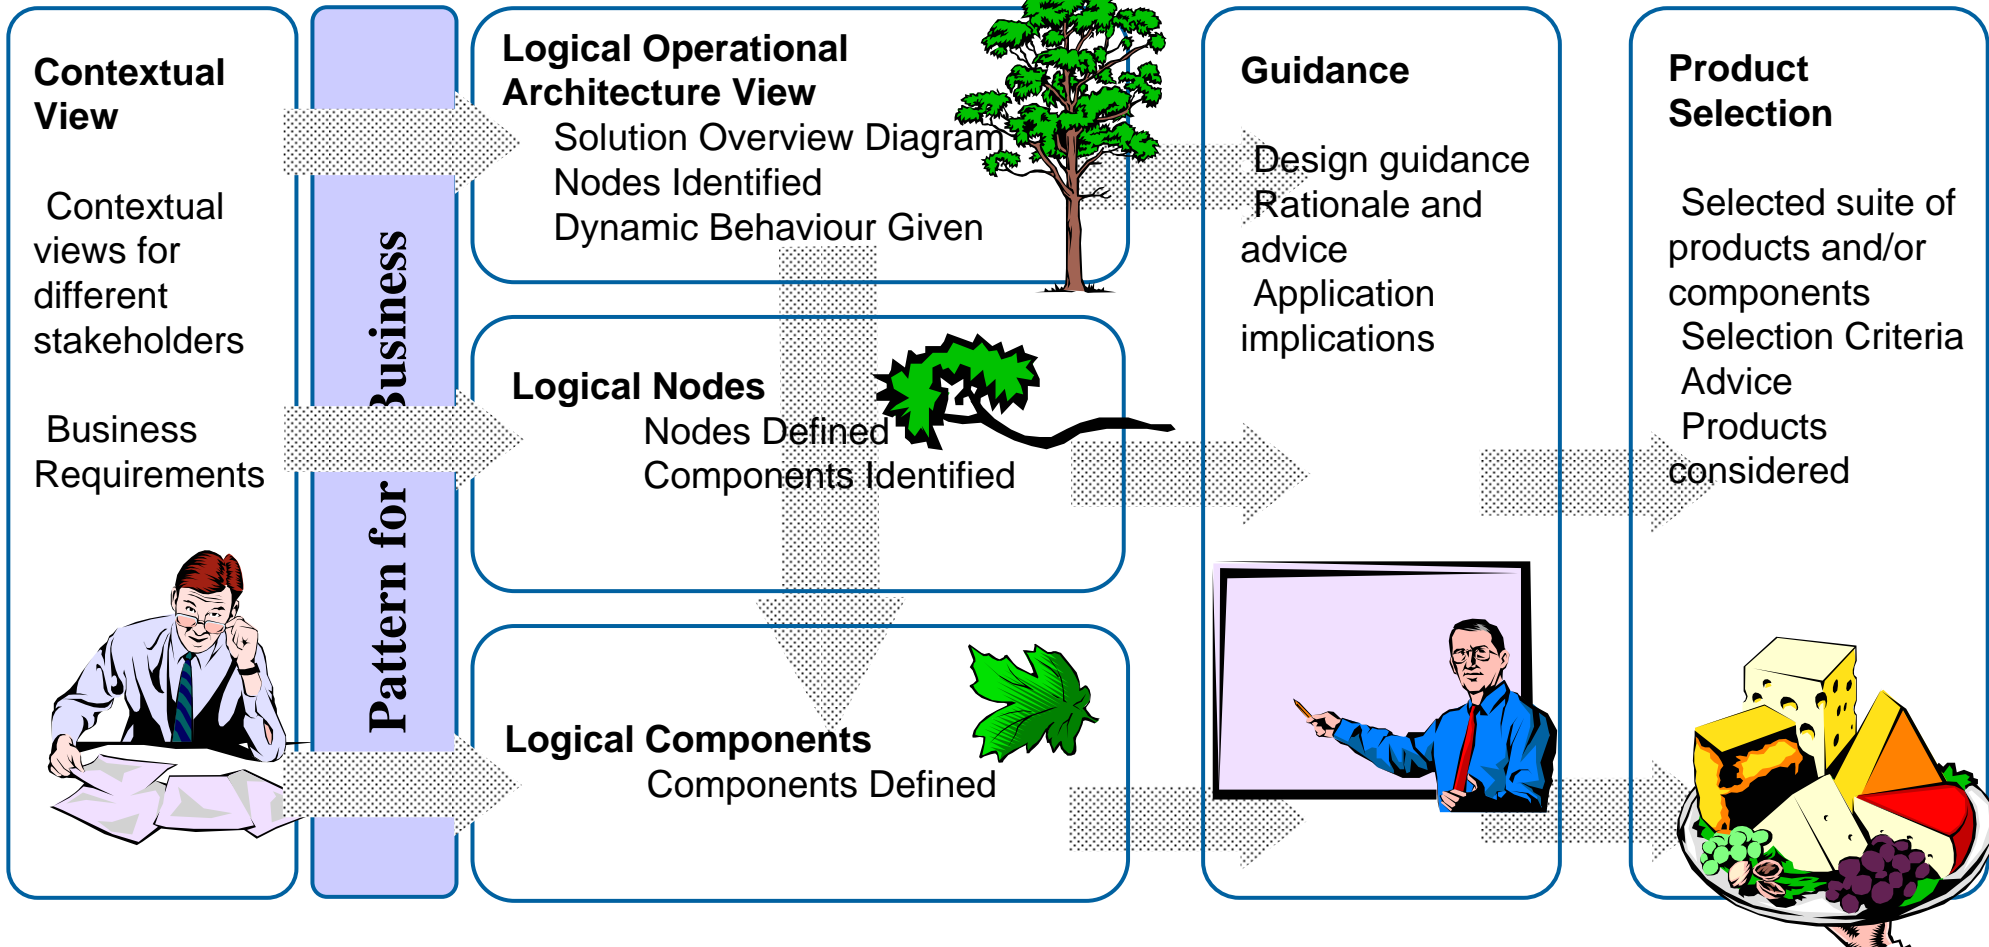 Contextual
View
Contextual
views for
different
stakeholders
Business
Requirements
Pattern for Business
Logical Operational
Architecture View
Solution Overview Diagram
Nodes Identified
Dynamic Behaviour Given
Logical Nodes
Nodes Defined
Components Identified
Logical Components
Components Defined
Guidance
Design guidance
Rationale and
advice
Application
implications
Product
Selection
Selected suite of
products and/or
components
Selection Criteria
Advice
Products
considered